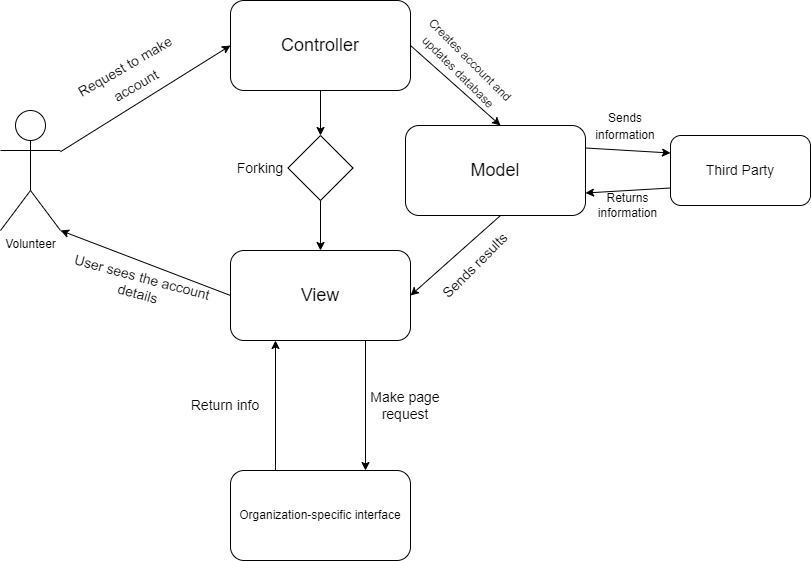 Controller
Request to make
account
Creates account and
updates database
Sends
information
Forking
Model
Third Party
Returns
information
Volunteer
User sees the account
details
View
Sends results
Return info
Make page
request
Organization-specific interface